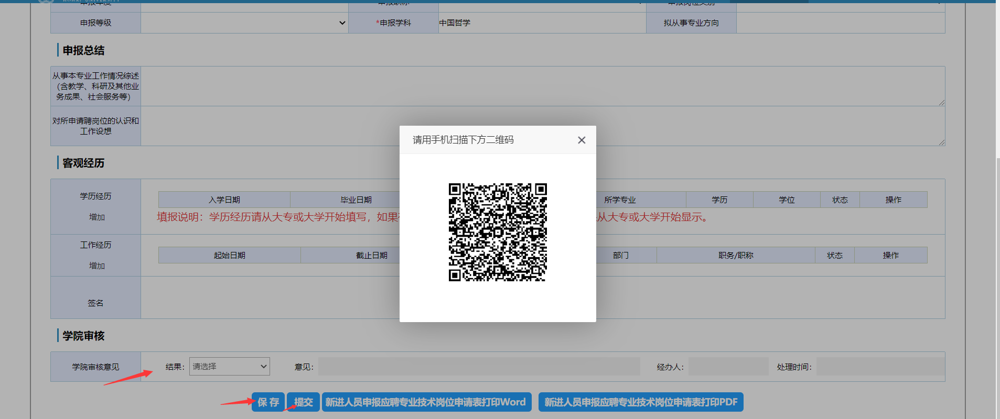 申报等级 *申报学科 中国哲学 拟从事专业方向
申报总结
从事本专业工作情况综述
（含教学、科研及其他业
务成果、社会服务等）
对所申请聘岗位的认识和
工作设想
请用手机扫描下方二维码
客观经历
学历经历
增加
入学日期 毕业日期 所学专业 学历 学位 状态 操作
填报说明：学历经历请从大专或大学开始填写，如果 从大专或大学开始显示。
工作经历
增加
起始日期 截止日期 部门 职务/职称 状态 操作
签名
学院审核
学院审核意见 结果： 请选择 意见： 经办人： 处理时间：
保 存 提交 新进人员申报应聘专业技术岗位申请表打印Word 新进人员申报应聘专业技术岗位申请表打印PDF